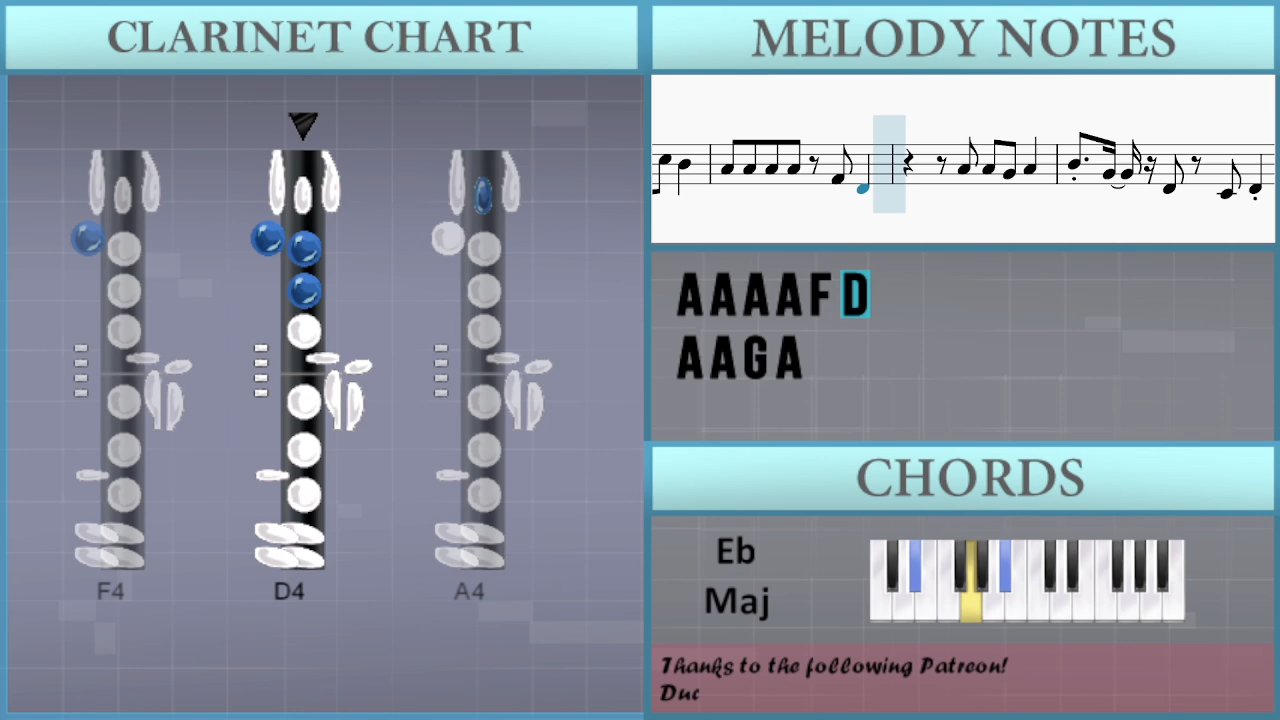 CLARINET CHART
F4
D4
A4
MELODY NOTES
AAAAFD
AAGA
CHORDS
Eb
Maj
Thanks to the following Patreon!
Duc